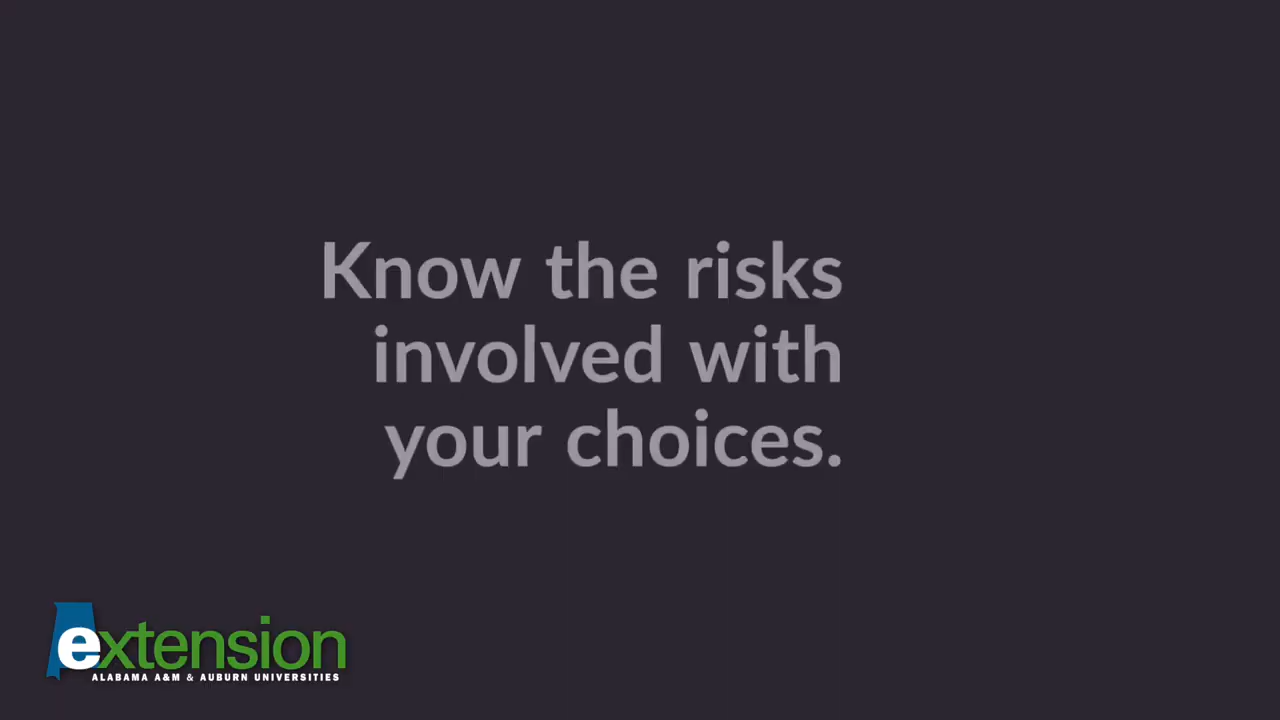 Know the risks
involved with
your choices.
extension
ALABAMA A&M & AUBURN UNIVERSITIES